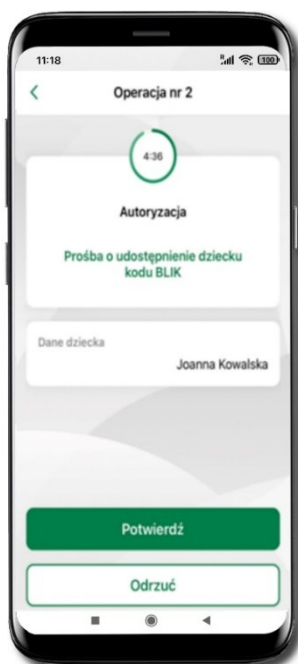 11:18
100
Operacja nr 2
4:36
Autoryzacja
Prośba o udostępnienie dziecku
kodu BLIK
Dane dziecka
Joanna Kowalska
Potwierdź
Odrzuć